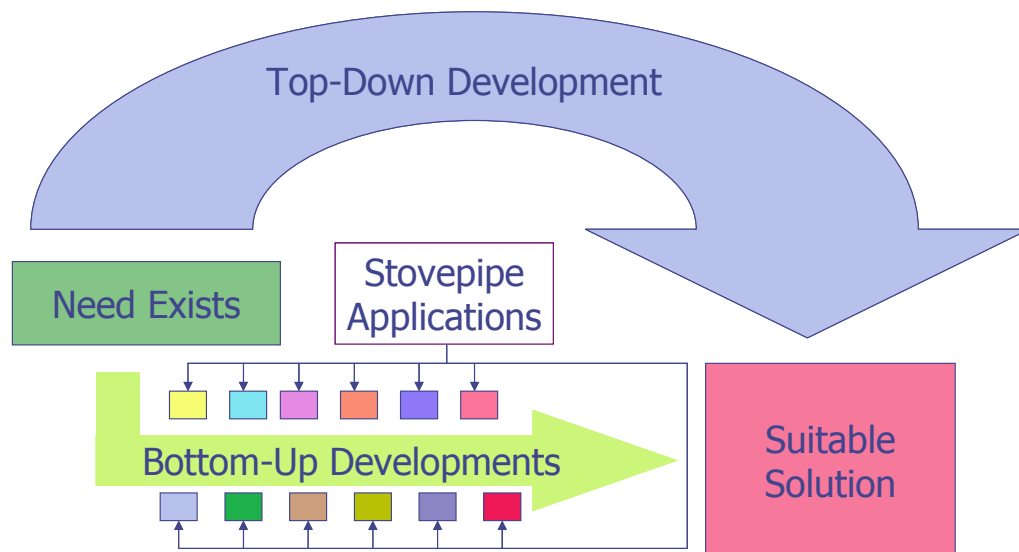 Top-Down Development
Need Exists
Stovepipe
Applications
Bottom-Up Developments
Suitable
Solution